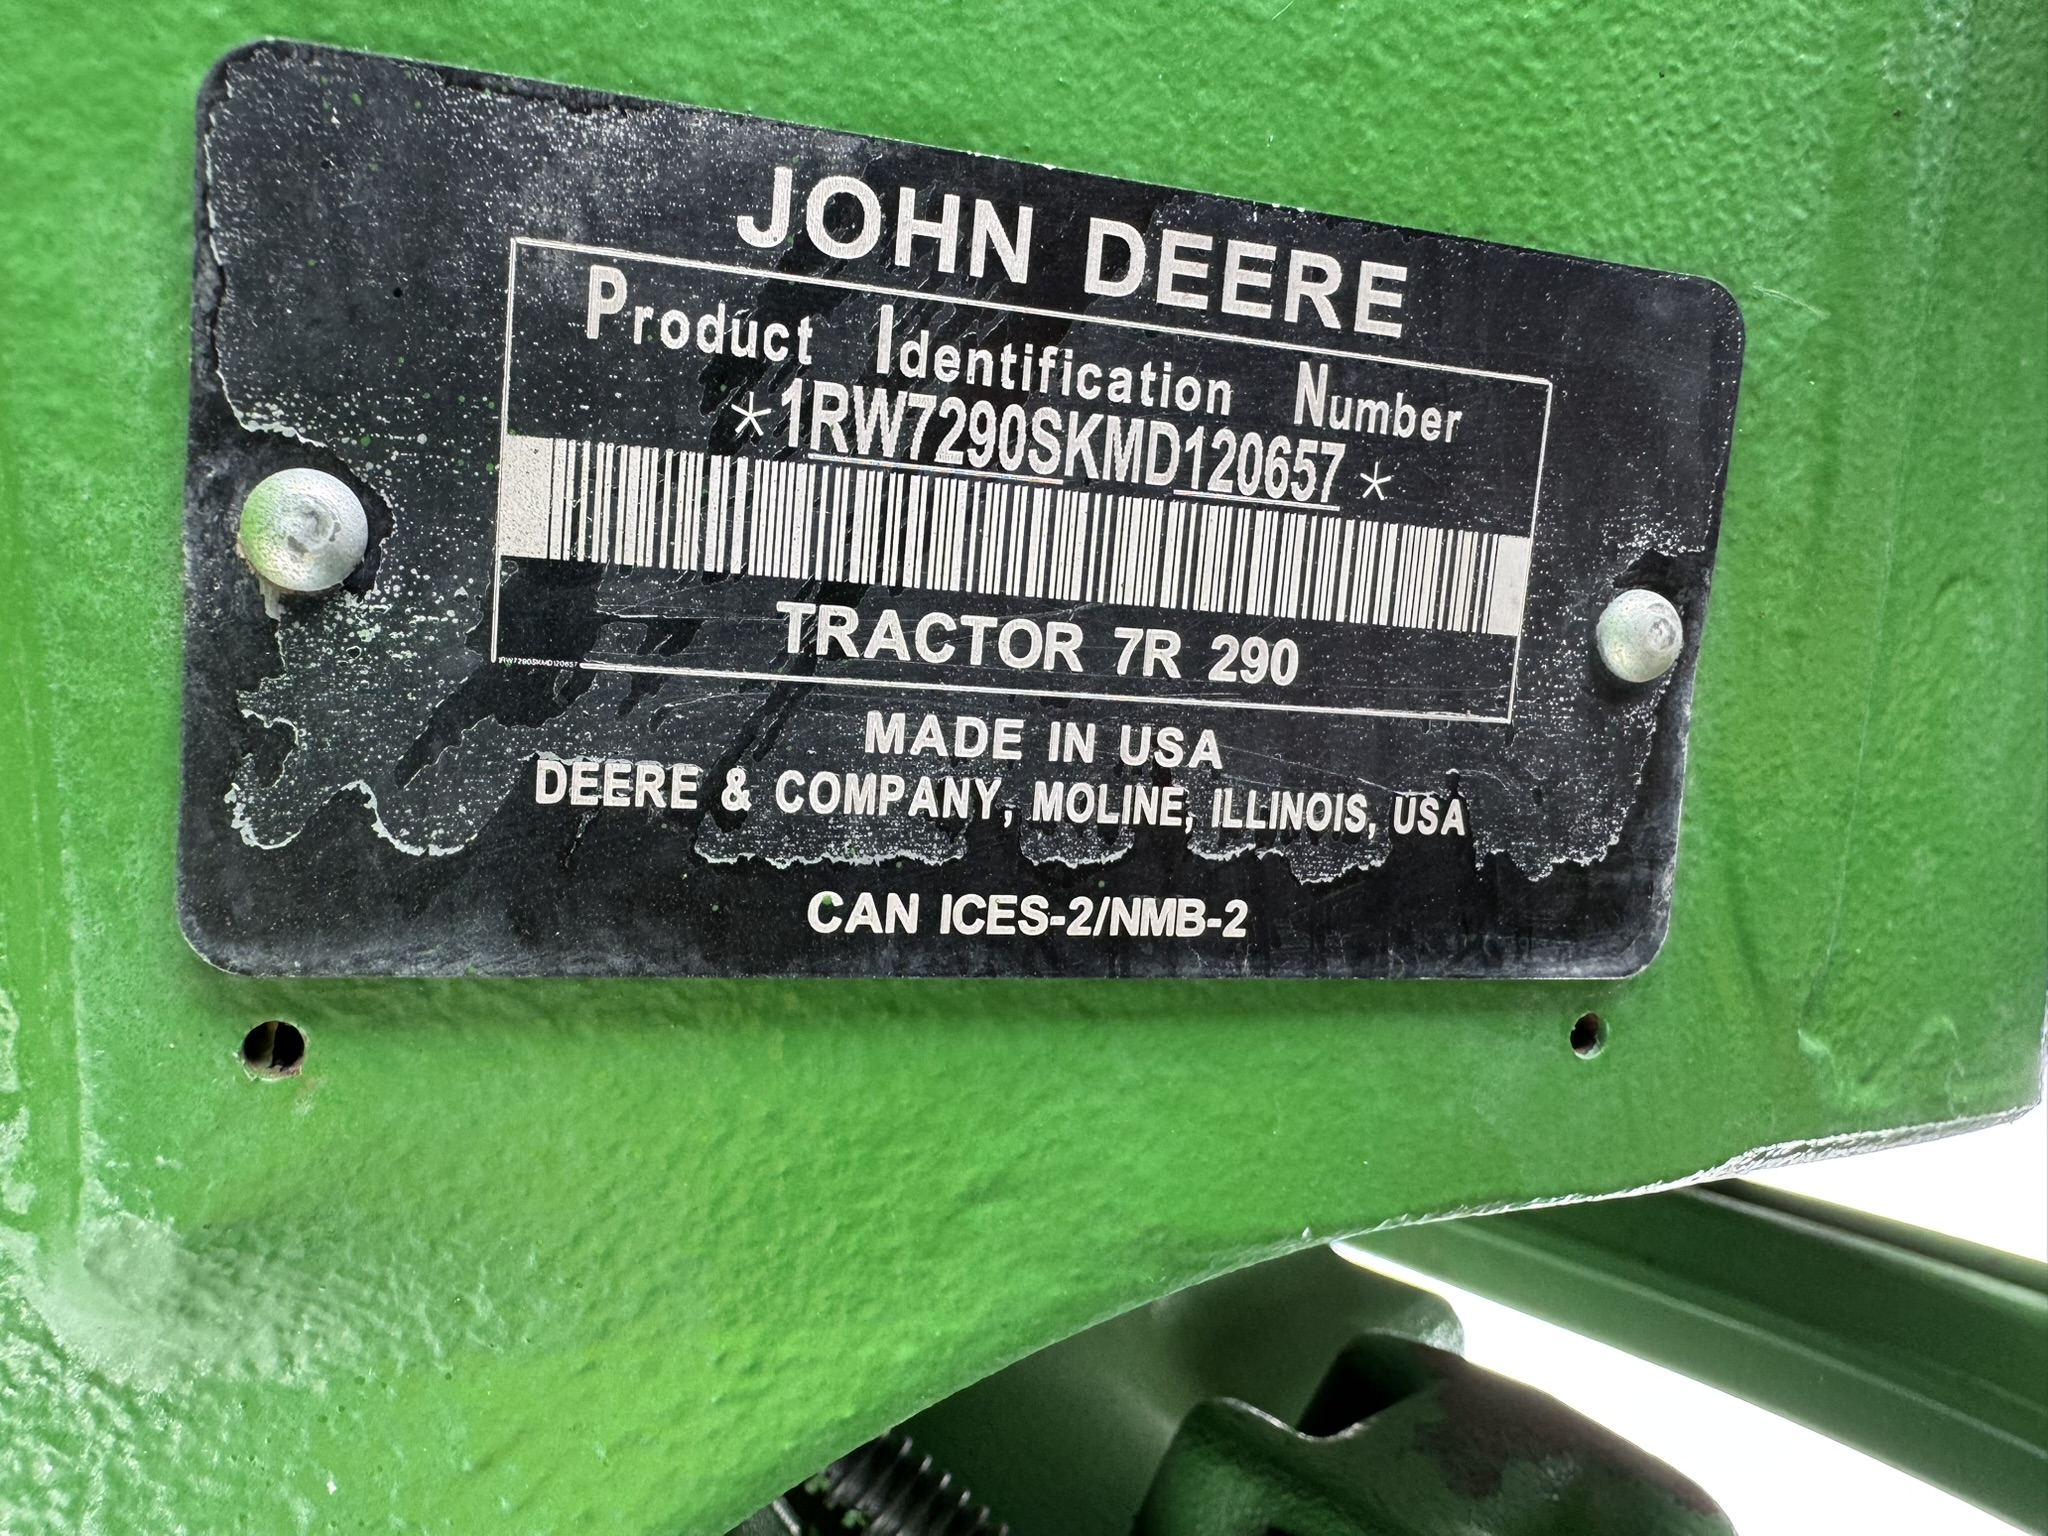 JOHN DEERE
Product Identification Number
*1RW7290SKMD120657*
TRACTOR 7R 290
1RW7290SKMD120657
MADE IN USA
DEERE & COMPANY, MOLINE, ILLINOIS, USA
CAN ICES-2/NMB-2